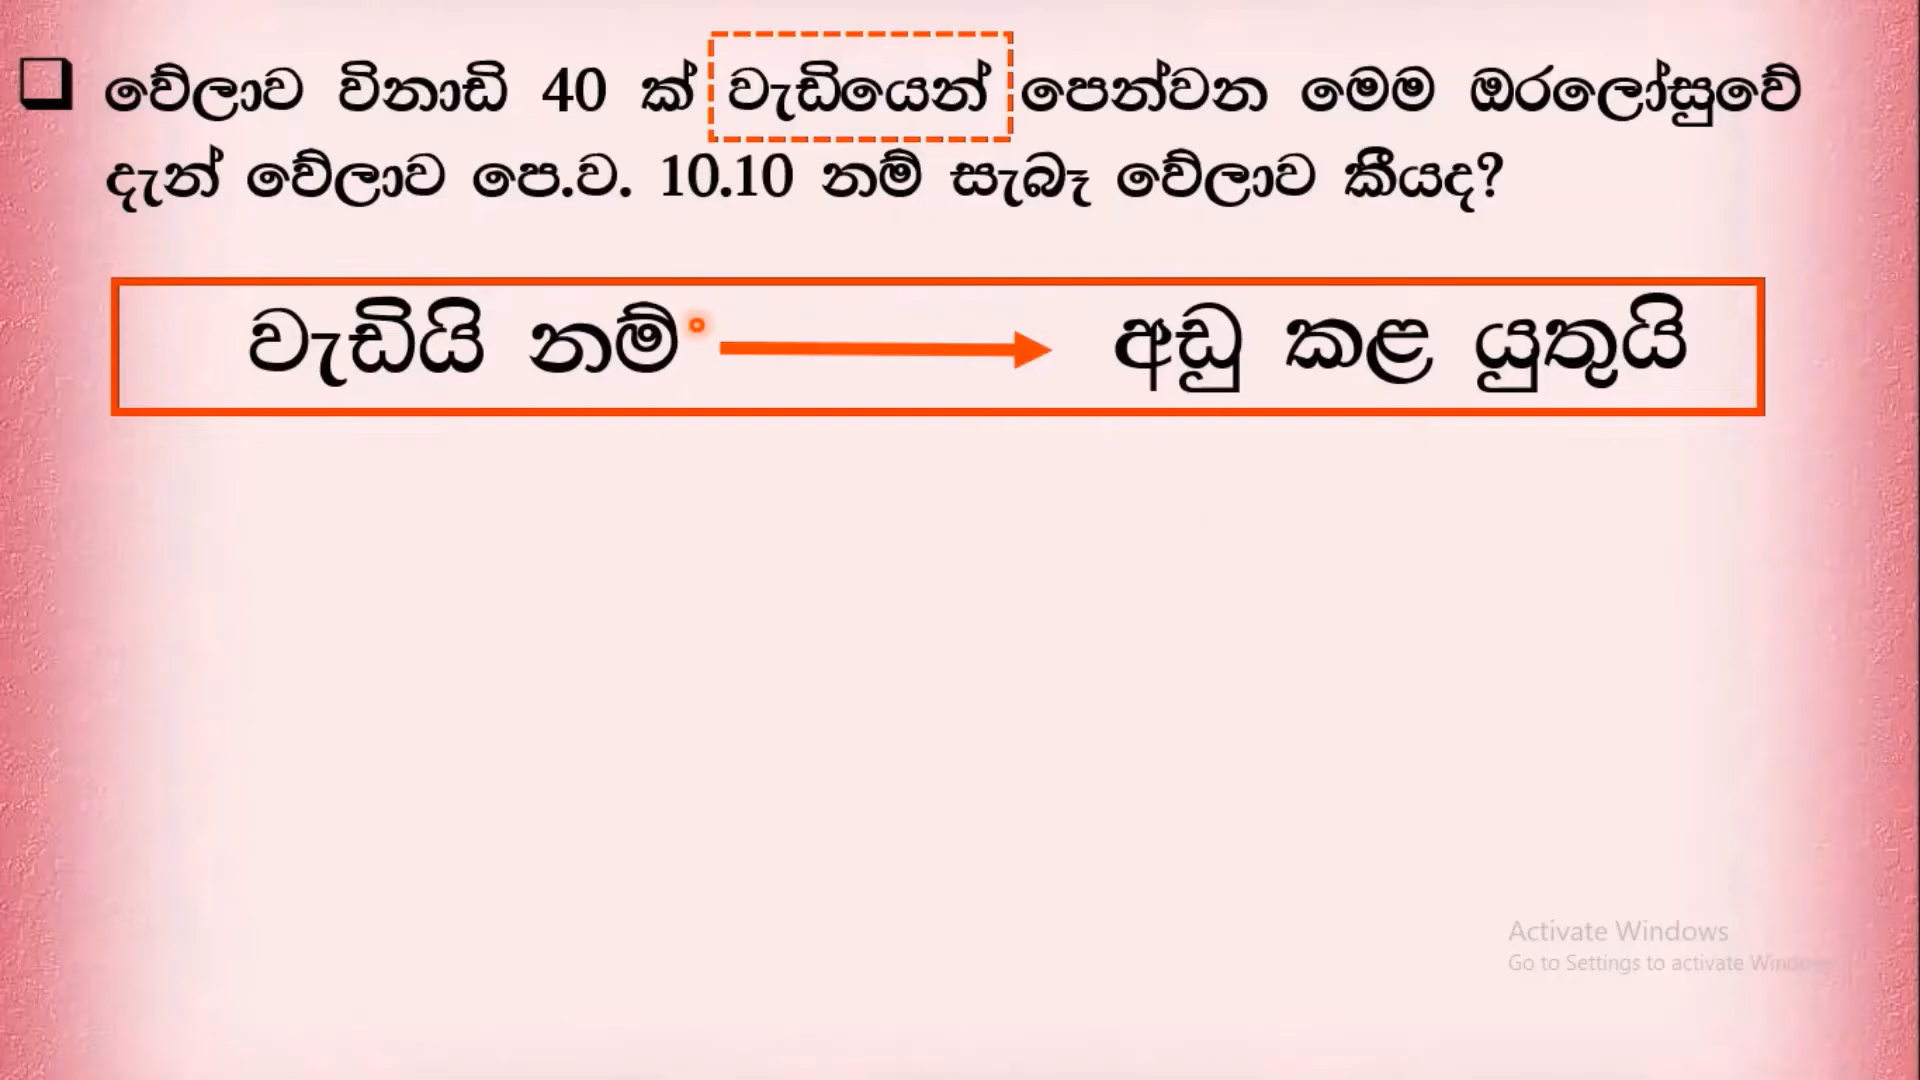 වේලාව විනාඩි 40 ක් වැඩියෙන් පෙන්වන මෙම ඔරලෝසුවේ
දැන් වේලාව පෙ.ව. 10.10 නම් සැබෑ වේලාව කීයද?
වැඩියි නම් අඩු කළ යුතුයි
Activate Windows
Go to Settings to activate Windows